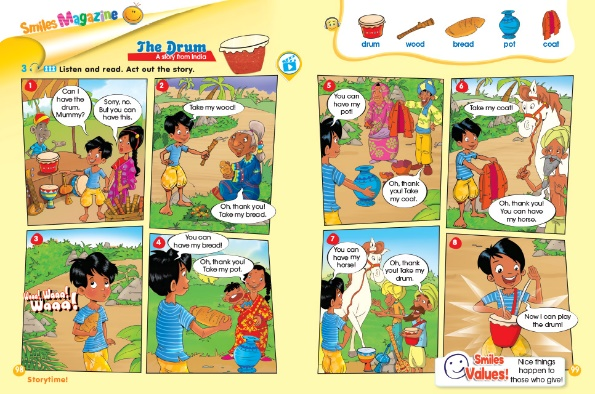 Smiles Magazine
The Drum
A story from India
3 Listen and read. Act out the story.
drum wood bread pot coat
1
Can I
have the
drum,
Mummy?
Sorry, no.
But you can
have this.
2
Take my wood!
Oh, thank you!
Take my bread.
3
Waaa! Waaa!
Waaa!
4
You can
have my bread!
Oh, thank you!
Take my pot.
5
You can
have my
pot!
Oh, thank
you! Take
my coat.
6
Take my coat!
Oh, thank you!
You can have
my horse.
7
You can
have my
horse!
Oh, thank
you! Take my
drum.
8
Now I can play
the drum!
Smiles
Values!
Nice things
happen to
those who give!
98
Storytime!
99